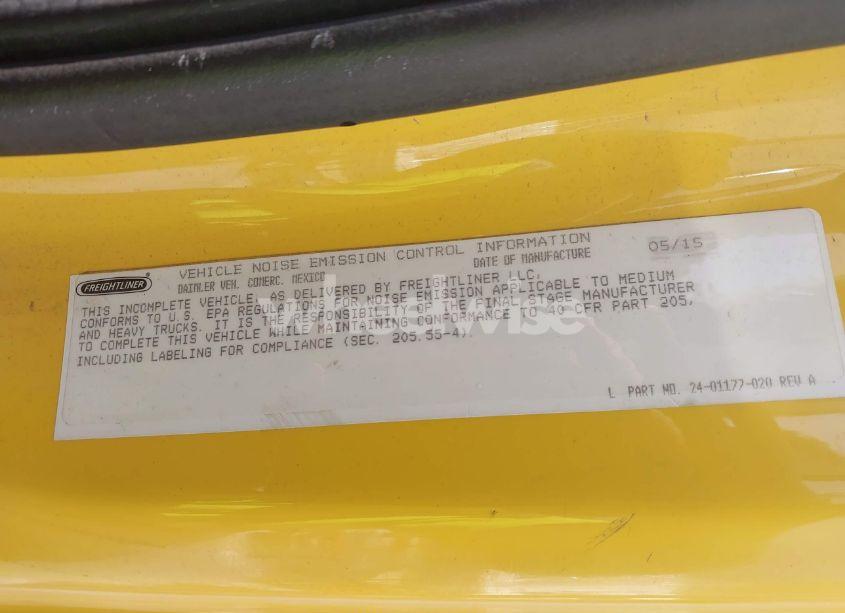 FREIGHTLINER
VEHICLE NOISE EMISSION CONTROL INFORMATION
DAIMLER VEH. COMERC. MEXICO DATE OF MANUFACTURE 05/15
THIS INCOMPLETE VEHICLE, AS DELIVERED BY FREIGHTLINER LLC,
CONFORMS TO U.S. EPA REGULATIONS FOR NOISE EMISSION APPLICABLE TO MEDIUM
AND HEAVY TRUCKS. IT IS THE RESPONSIBILITY OF THE FINAL STAGE MANUFACTURER
TO COMPLETE THIS VEHICLE WHILE MAINTAINING CONFORMANCE TO 40 CFR PART 205,
INCLUDING LABELING FOR COMPLIANCE (SEC. 205.55-4).
L PART NO. 24-01177-020 REV A